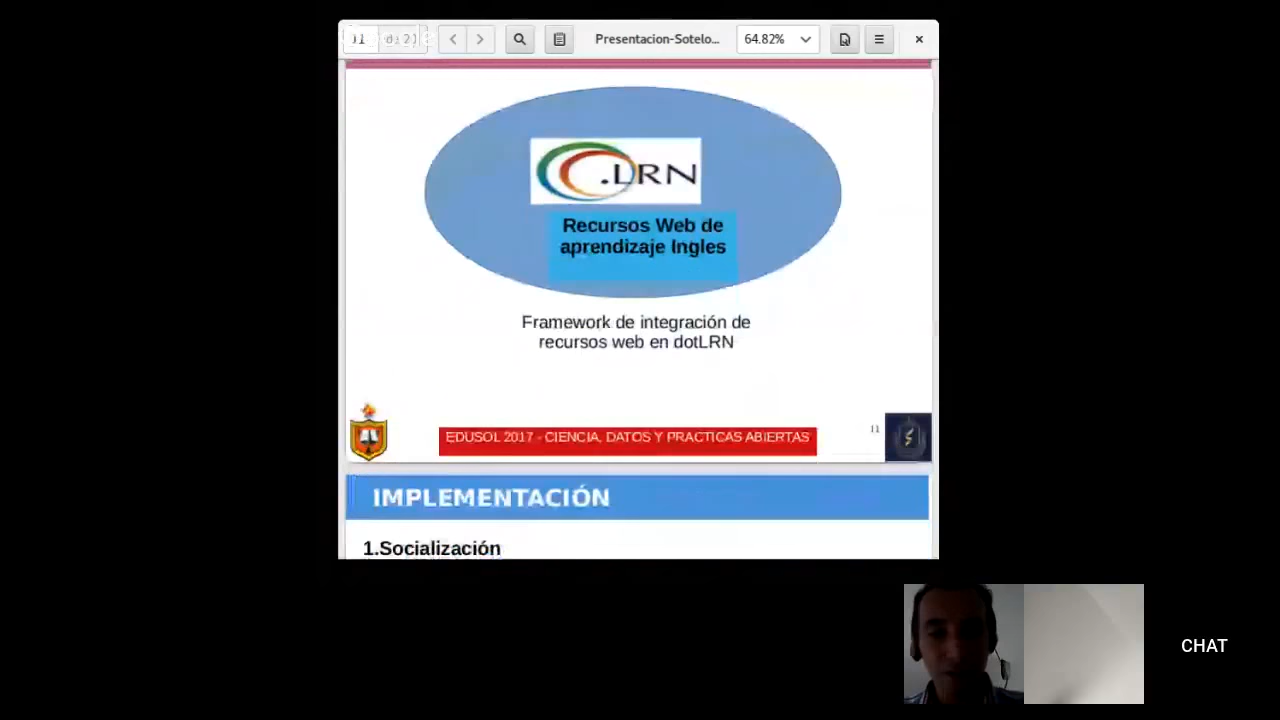 11
Presentacion-Sotelo...
64.82%
.LRN
Recursos Web de
aprendizaje Ingles
Framework de integración de
recursos web en dotLRN
EDUSOL 2017 - CIENCIA, DATOS Y PRACTICAS ABIERTAS
11
IMPLEMENTACIÓN
1.Socialización
CHAT